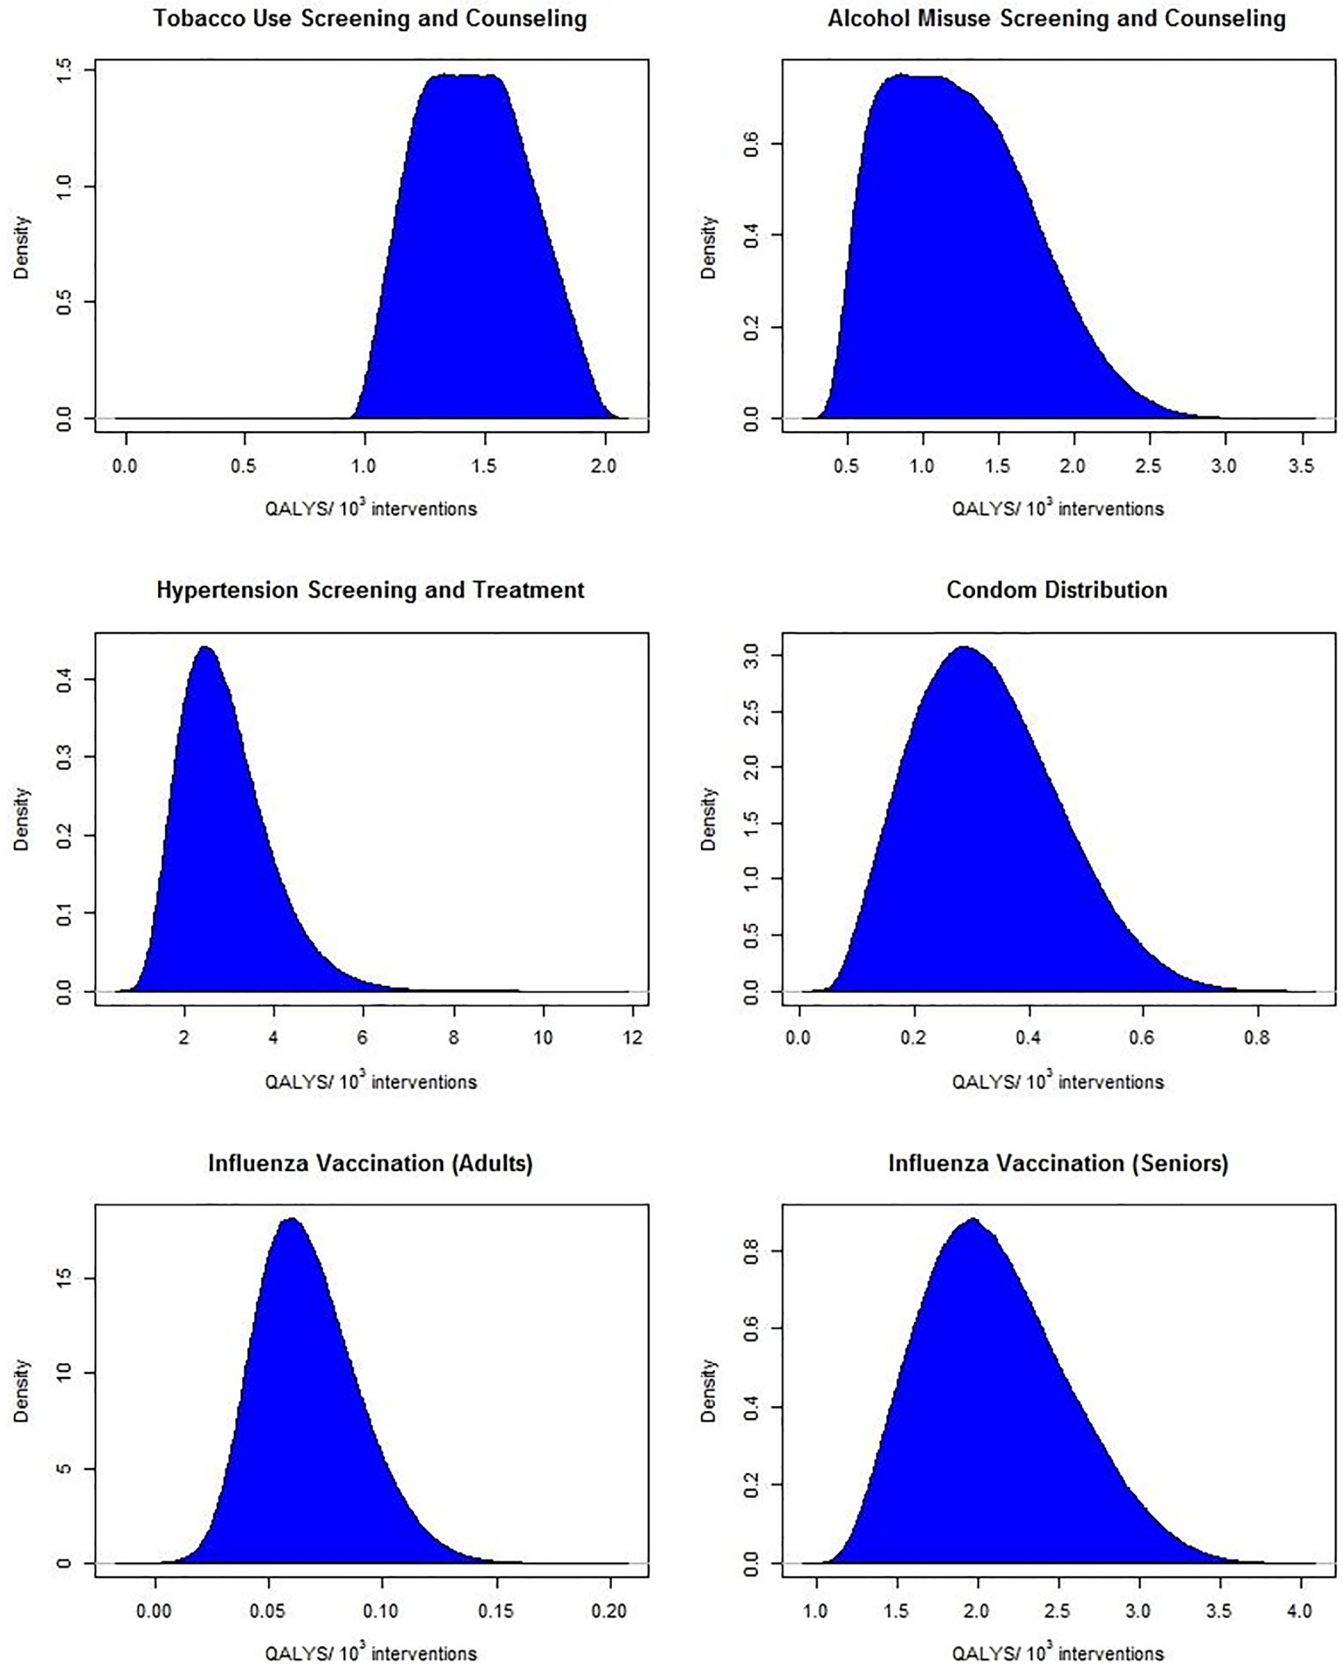 Tobacco Use Screening and Counseling
Density
0.0 0.5 1.0 1.5
0.0 0.5 1.0 1.5 2.0
QALYS/ 10³ interventions
Alcohol Misuse Screening and Counseling
Density
0.0 0.2 0.4 0.6
0.5 1.0 1.5 2.0 2.5 3.0 3.5
QALYS/ 10³ interventions
Hypertension Screening and Treatment
Density
0.0 0.1 0.2 0.3 0.4
2 4 6 8 10 12
QALYS/ 10³ interventions
Condom Distribution
Density
0.0 0.5 1.0 1.5 2.0 2.5 3.0
0.0 0.2 0.4 0.6 0.8
QALYS/ 10³ interventions
Influenza Vaccination (Adults)
Density
0 5 10 15
0.00 0.05 0.10 0.15 0.20
QALYS/ 10³ interventions
Influenza Vaccination (Seniors)
Density
0.0 0.2 0.4 0.6 0.8
1.0 1.5 2.0 2.5 3.0 3.5 4.0
QALYS/ 10³ interventions